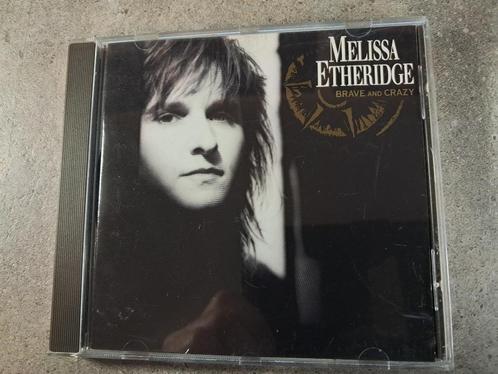 MELISSA
ETHERIDGE
BRAVE AND CRAZY